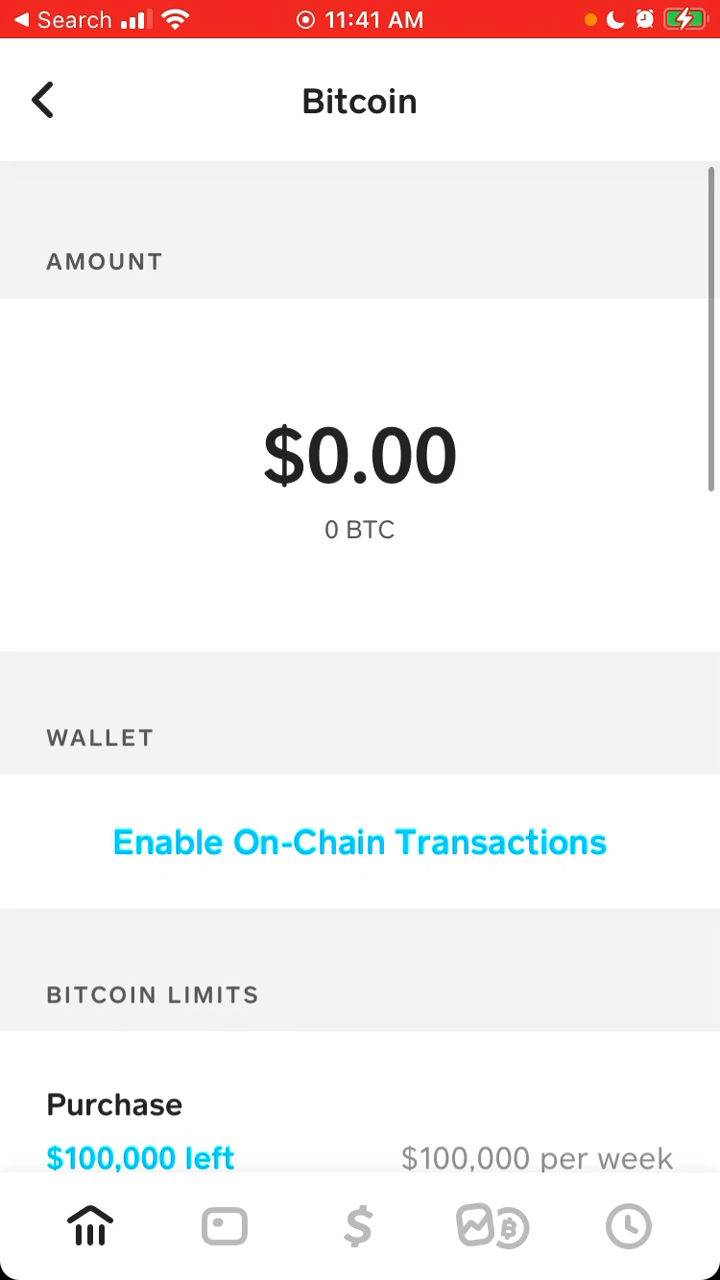 Search 11:41 AM
Bitcoin
AMOUNT
$0.00
0 BTC
WALLET
Enable On-Chain Transactions
BITCOIN LIMITS
Purchase
$100,000 left $100,000 per week